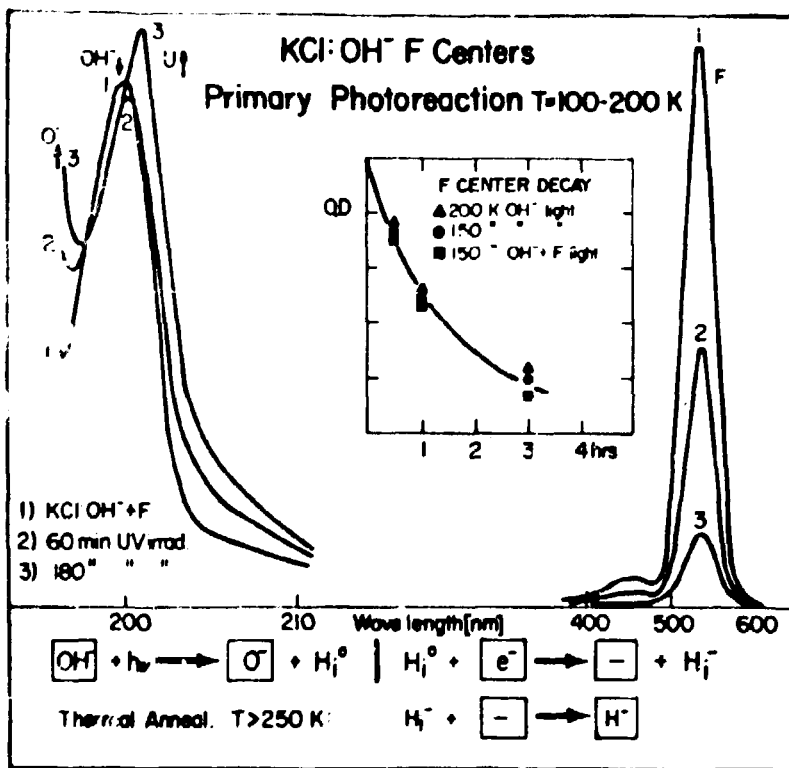 KCl:OH⁻ F Centers
Primary Photoreaction T=100-200 K
OH⁻
U
3
1
2
O⁻
3
2
1
1
F
2
3
O.D.
F CENTER DECAY
▲ 200 K OH⁻ light
● 150 " " "
■ 150 " OH⁻+F light
1 2 3 4 hrs
1) KCl:OH⁻+F
2) 60 min UV irrad.
3) 180 " " "
200 210 Wave length[nm] 400 500 600
OH⁻ + hν → O⁻ + Hᵢ⁰ | Hᵢ⁰ + e⁻ → − + Hᵢ⁻
Thermal Anneal. T>250 K: Hᵢ⁻ + − → H⁻